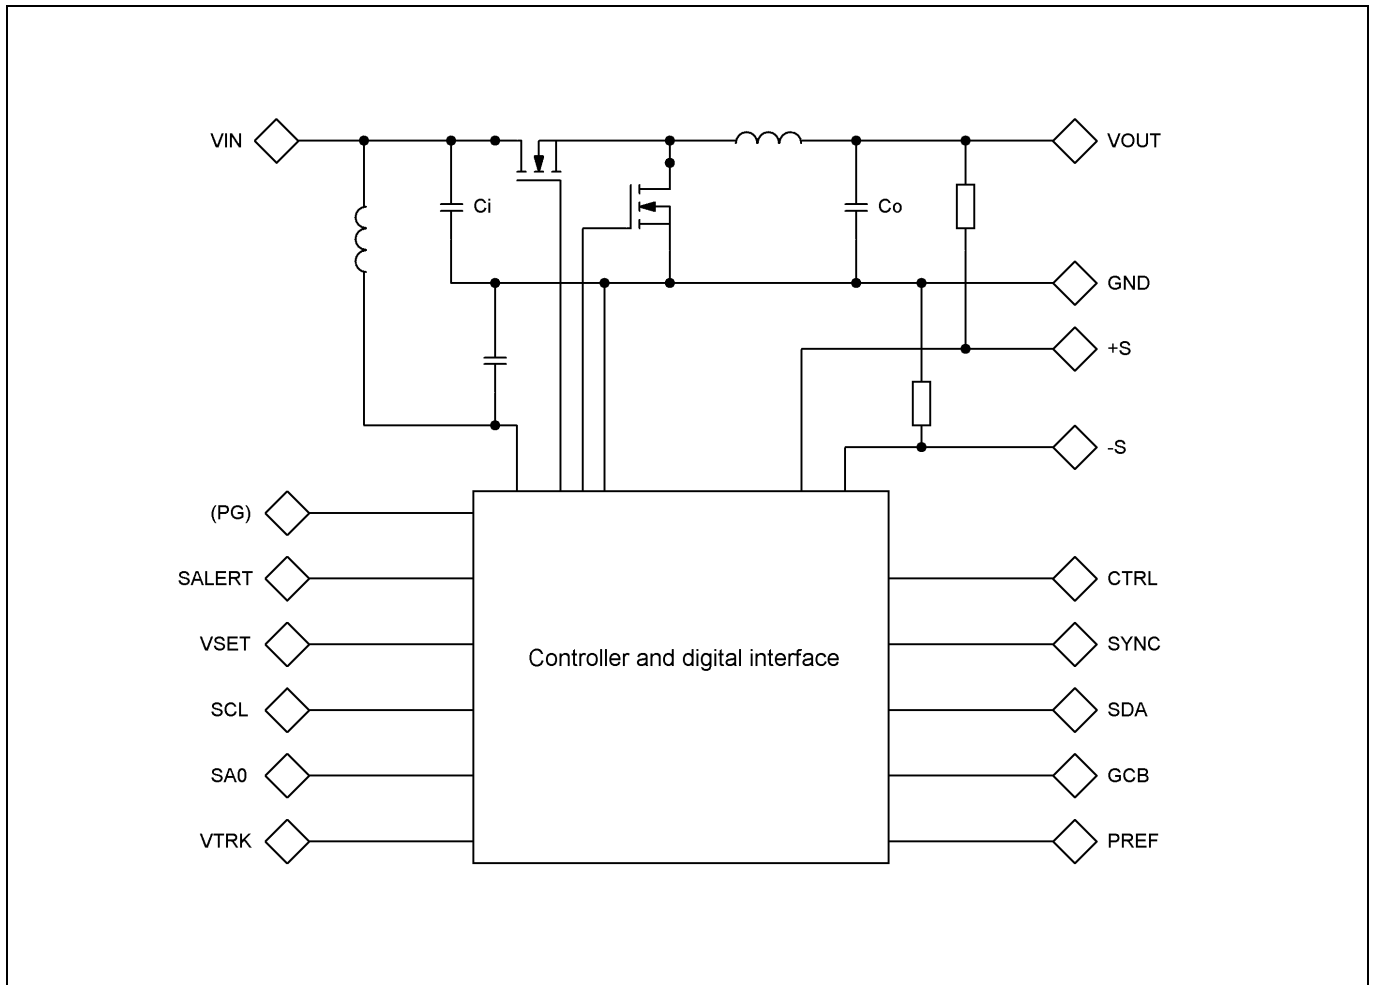 VIN
VOUT
Ci
Co
GND
+S
-S
(PG)
SALERT
CTRL
VSET
SYNC
Controller and digital interface
SCL
SDA
SA0
GCB
VTRK
PREF